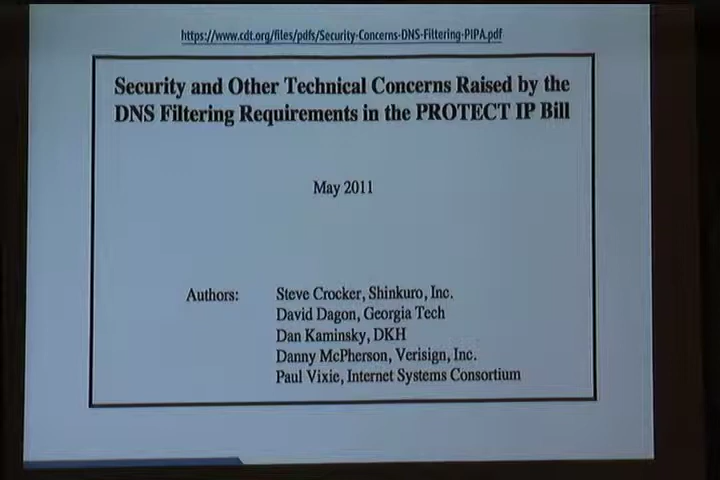 https://www.cdt.org/files/pdfs/Security-Concerns-DNS-Filtering-PIPA.pdf
Security and Other Technical Concerns Raised by the
DNS Filtering Requirements in the PROTECT IP Bill
May 2011
Authors: Steve Crocker, Shinkuro, Inc.
David Dagon, Georgia Tech
Dan Kaminsky, DKH
Danny McPherson, Verisign, Inc.
Paul Vixie, Internet Systems Consortium